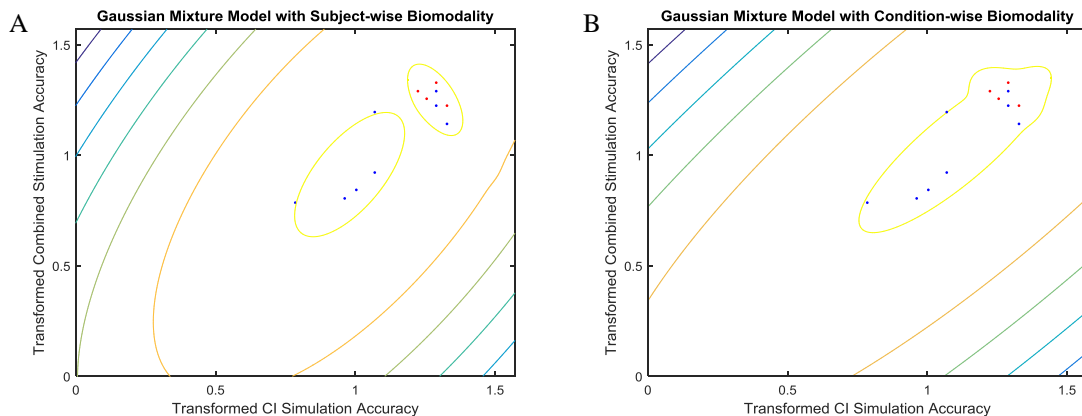 A
Gaussian Mixture Model with Subject-wise Biomodality
Transformed Combined Stimulation Accuracy
1.5
1
0.5
0
0
0.5
1
1.5
Transformed CI Simulation Accuracy
B
Gaussian Mixture Model with Condition-wise Biomodality
Transformed Combined Stimulation Accuracy
1.5
1
0.5
0
0
0.5
1
1.5
Transformed CI Simulation Accuracy